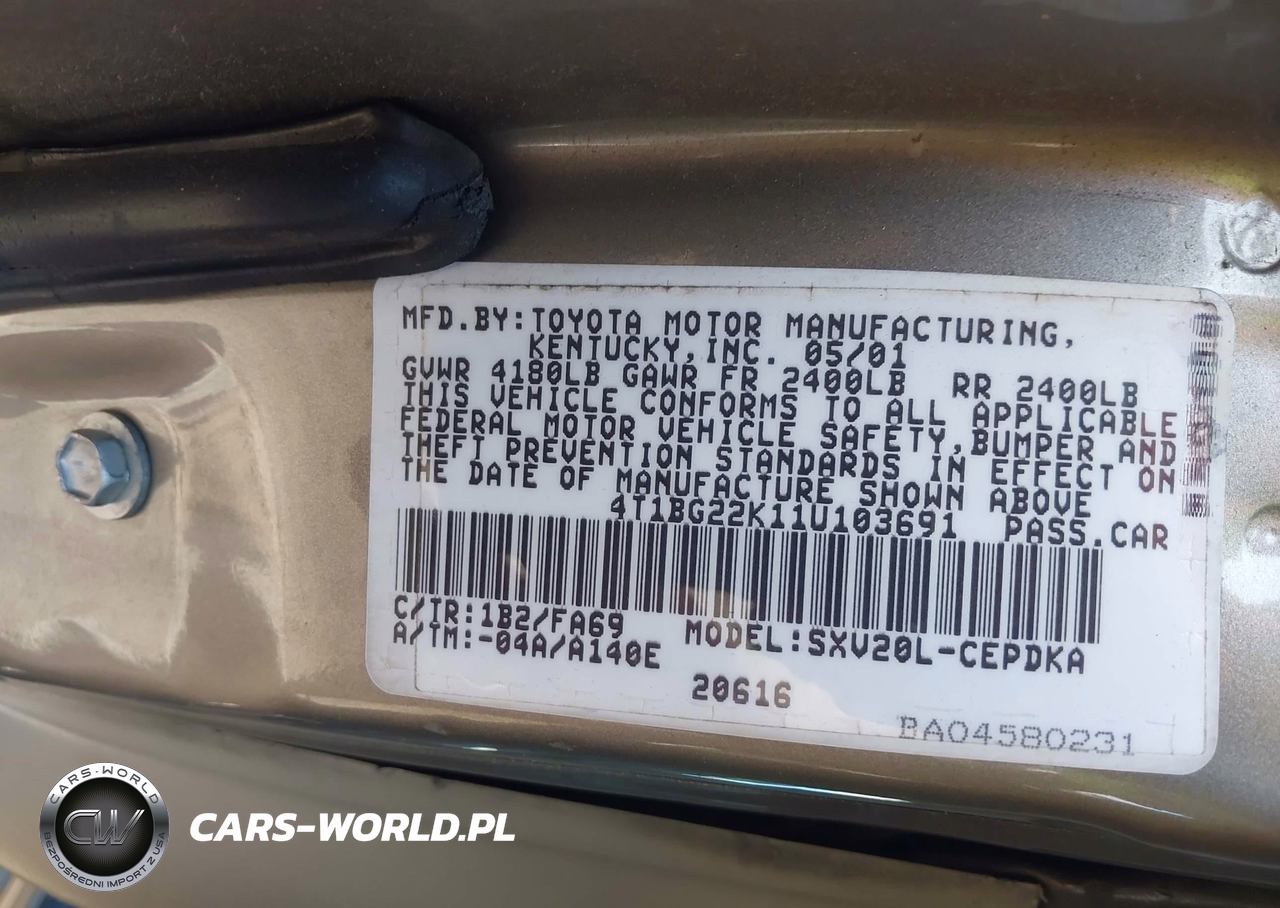 MFD.BY:TOYOTA MOTOR MANUFACTURING,
KENTUCKY,INC. 05/01
GVWR 4180LB GAWR FR 2400LB RR 2400LB
THIS VEHICLE CONFORMS TO ALL APPLICABLE
FEDERAL MOTOR VEHICLE SAFETY,BUMPER AND
THEFT PREVENTION STANDARDS IN EFFECT ON
THE DATE OF MANUFACTURE SHOWN ABOVE
4T1BG22K11U103691 PASS.CAR
C/TR:1B2/FA69 MODEL:SXV20L-CEPDKA
A/TM:-04A/A140E
20616
BA04580231
CARS-WORLD
CW
BEZPOŚREDNI IMPORT Z USA
CARS-WORLD.PL